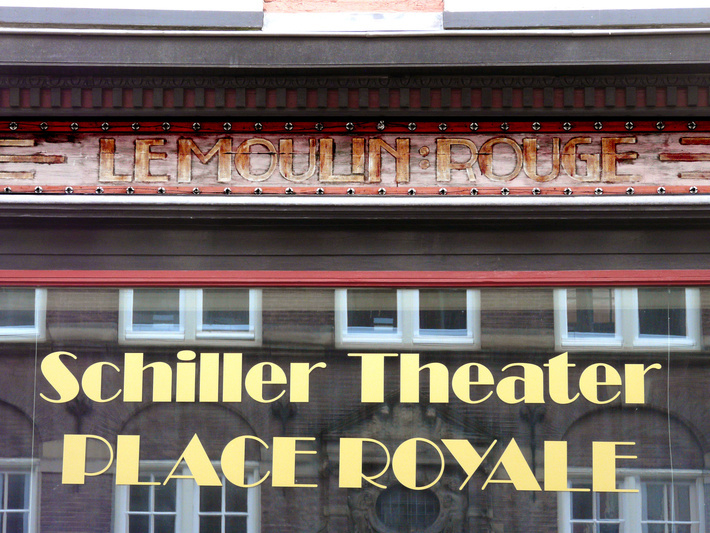 LE MOULIN : ROUGE
Schiller Theater
PLACE ROYALE